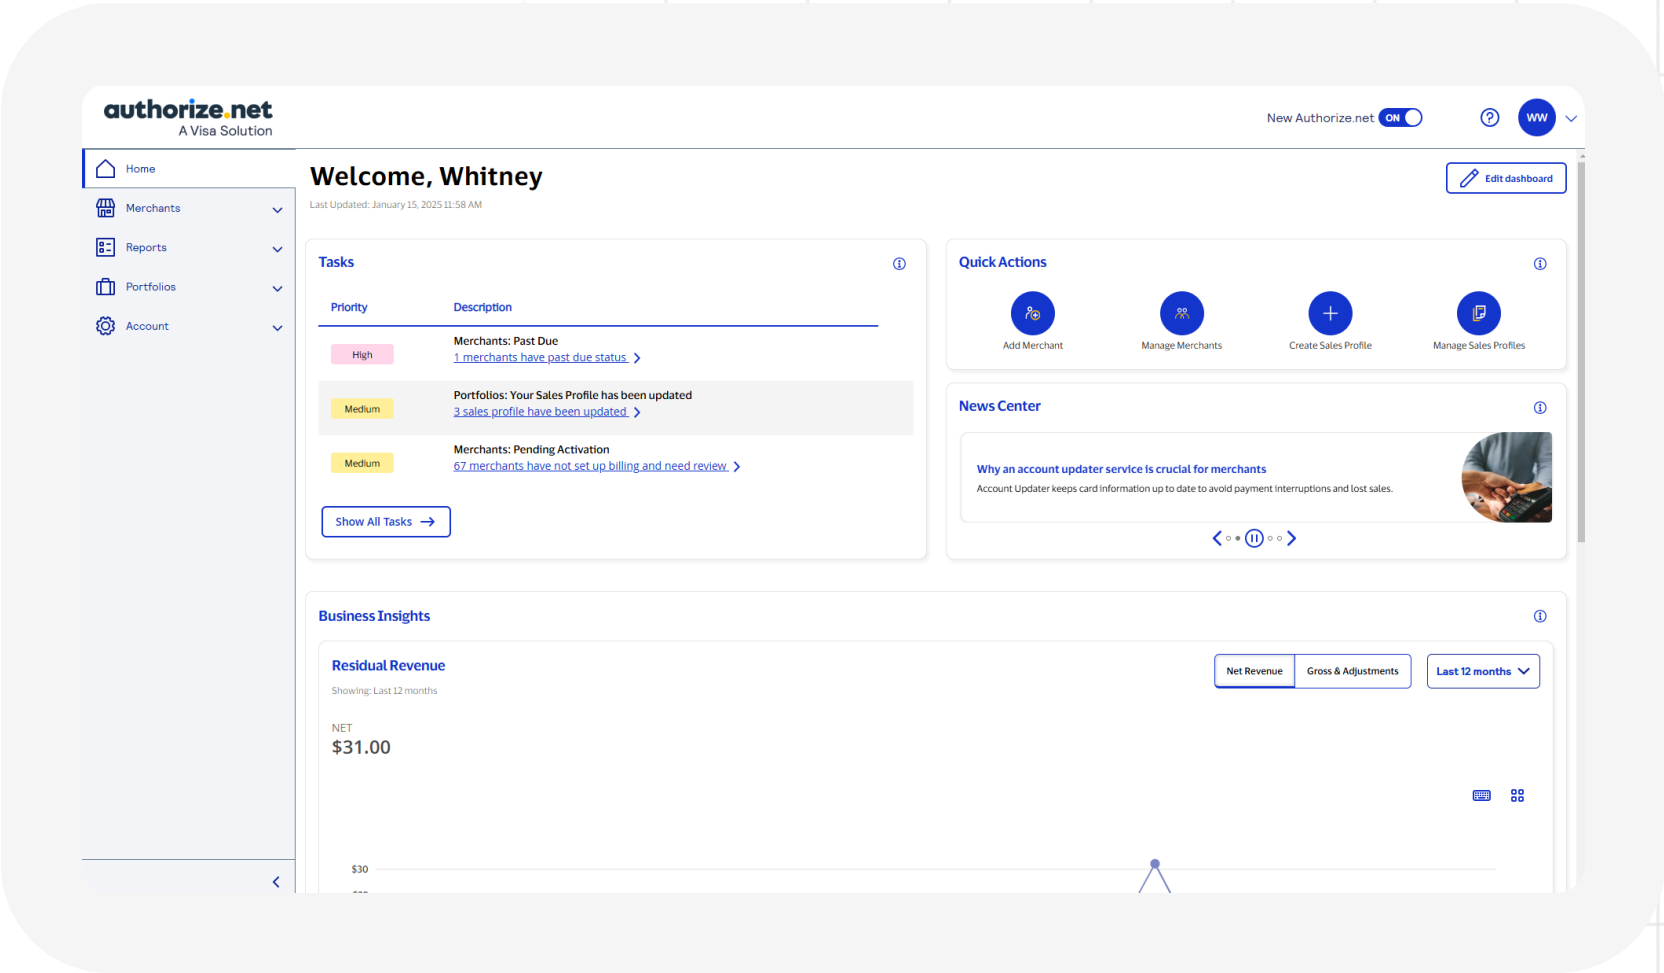 authorize.net
A Visa Solution
New Authorize.net ON
WW
Home
Merchants
Reports
Portfolios
Account
Welcome, Whitney
Last Updated: January 15, 2025 11:58 AM
Edit dashboard
Tasks
Priority Description
High
Merchants: Past Due
1 merchants have past due status
Medium
Portfolios: Your Sales Profile has been updated
3 sales profile have been updated
Medium
Merchants: Pending Activation
67 merchants have not set up billing and need review
Show All Tasks
Quick Actions
Add Merchant
Manage Merchants
Create Sales Profile
Manage Sales Profiles
News Center
Why an account updater service is crucial for merchants
Account Updater keeps card information up to date to avoid payment interruptions and lost sales.
Business Insights
Residual Revenue
Showing: Last 12 months
Net Revenue
Gross & Adjustments
Last 12 months
NET
$31.00
$30